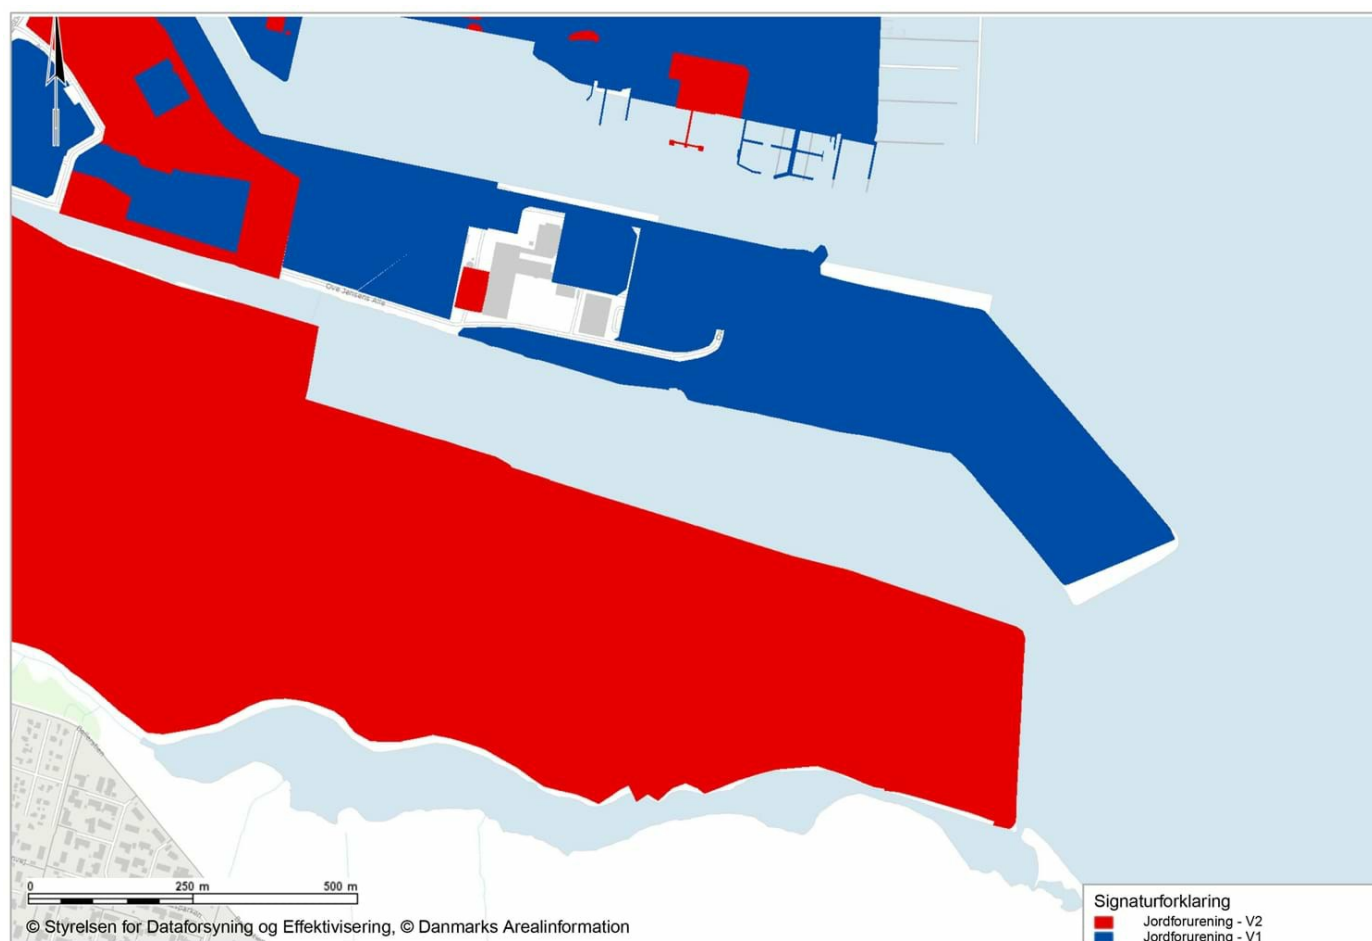 Ove Jensens Alle
0
250 m
500 m
© Styrelsen for Dataforsyning og Effektivisering, © Danmarks Arealinformation
Signaturforklaring
Jordforurening - V2
Jordforurening - V1